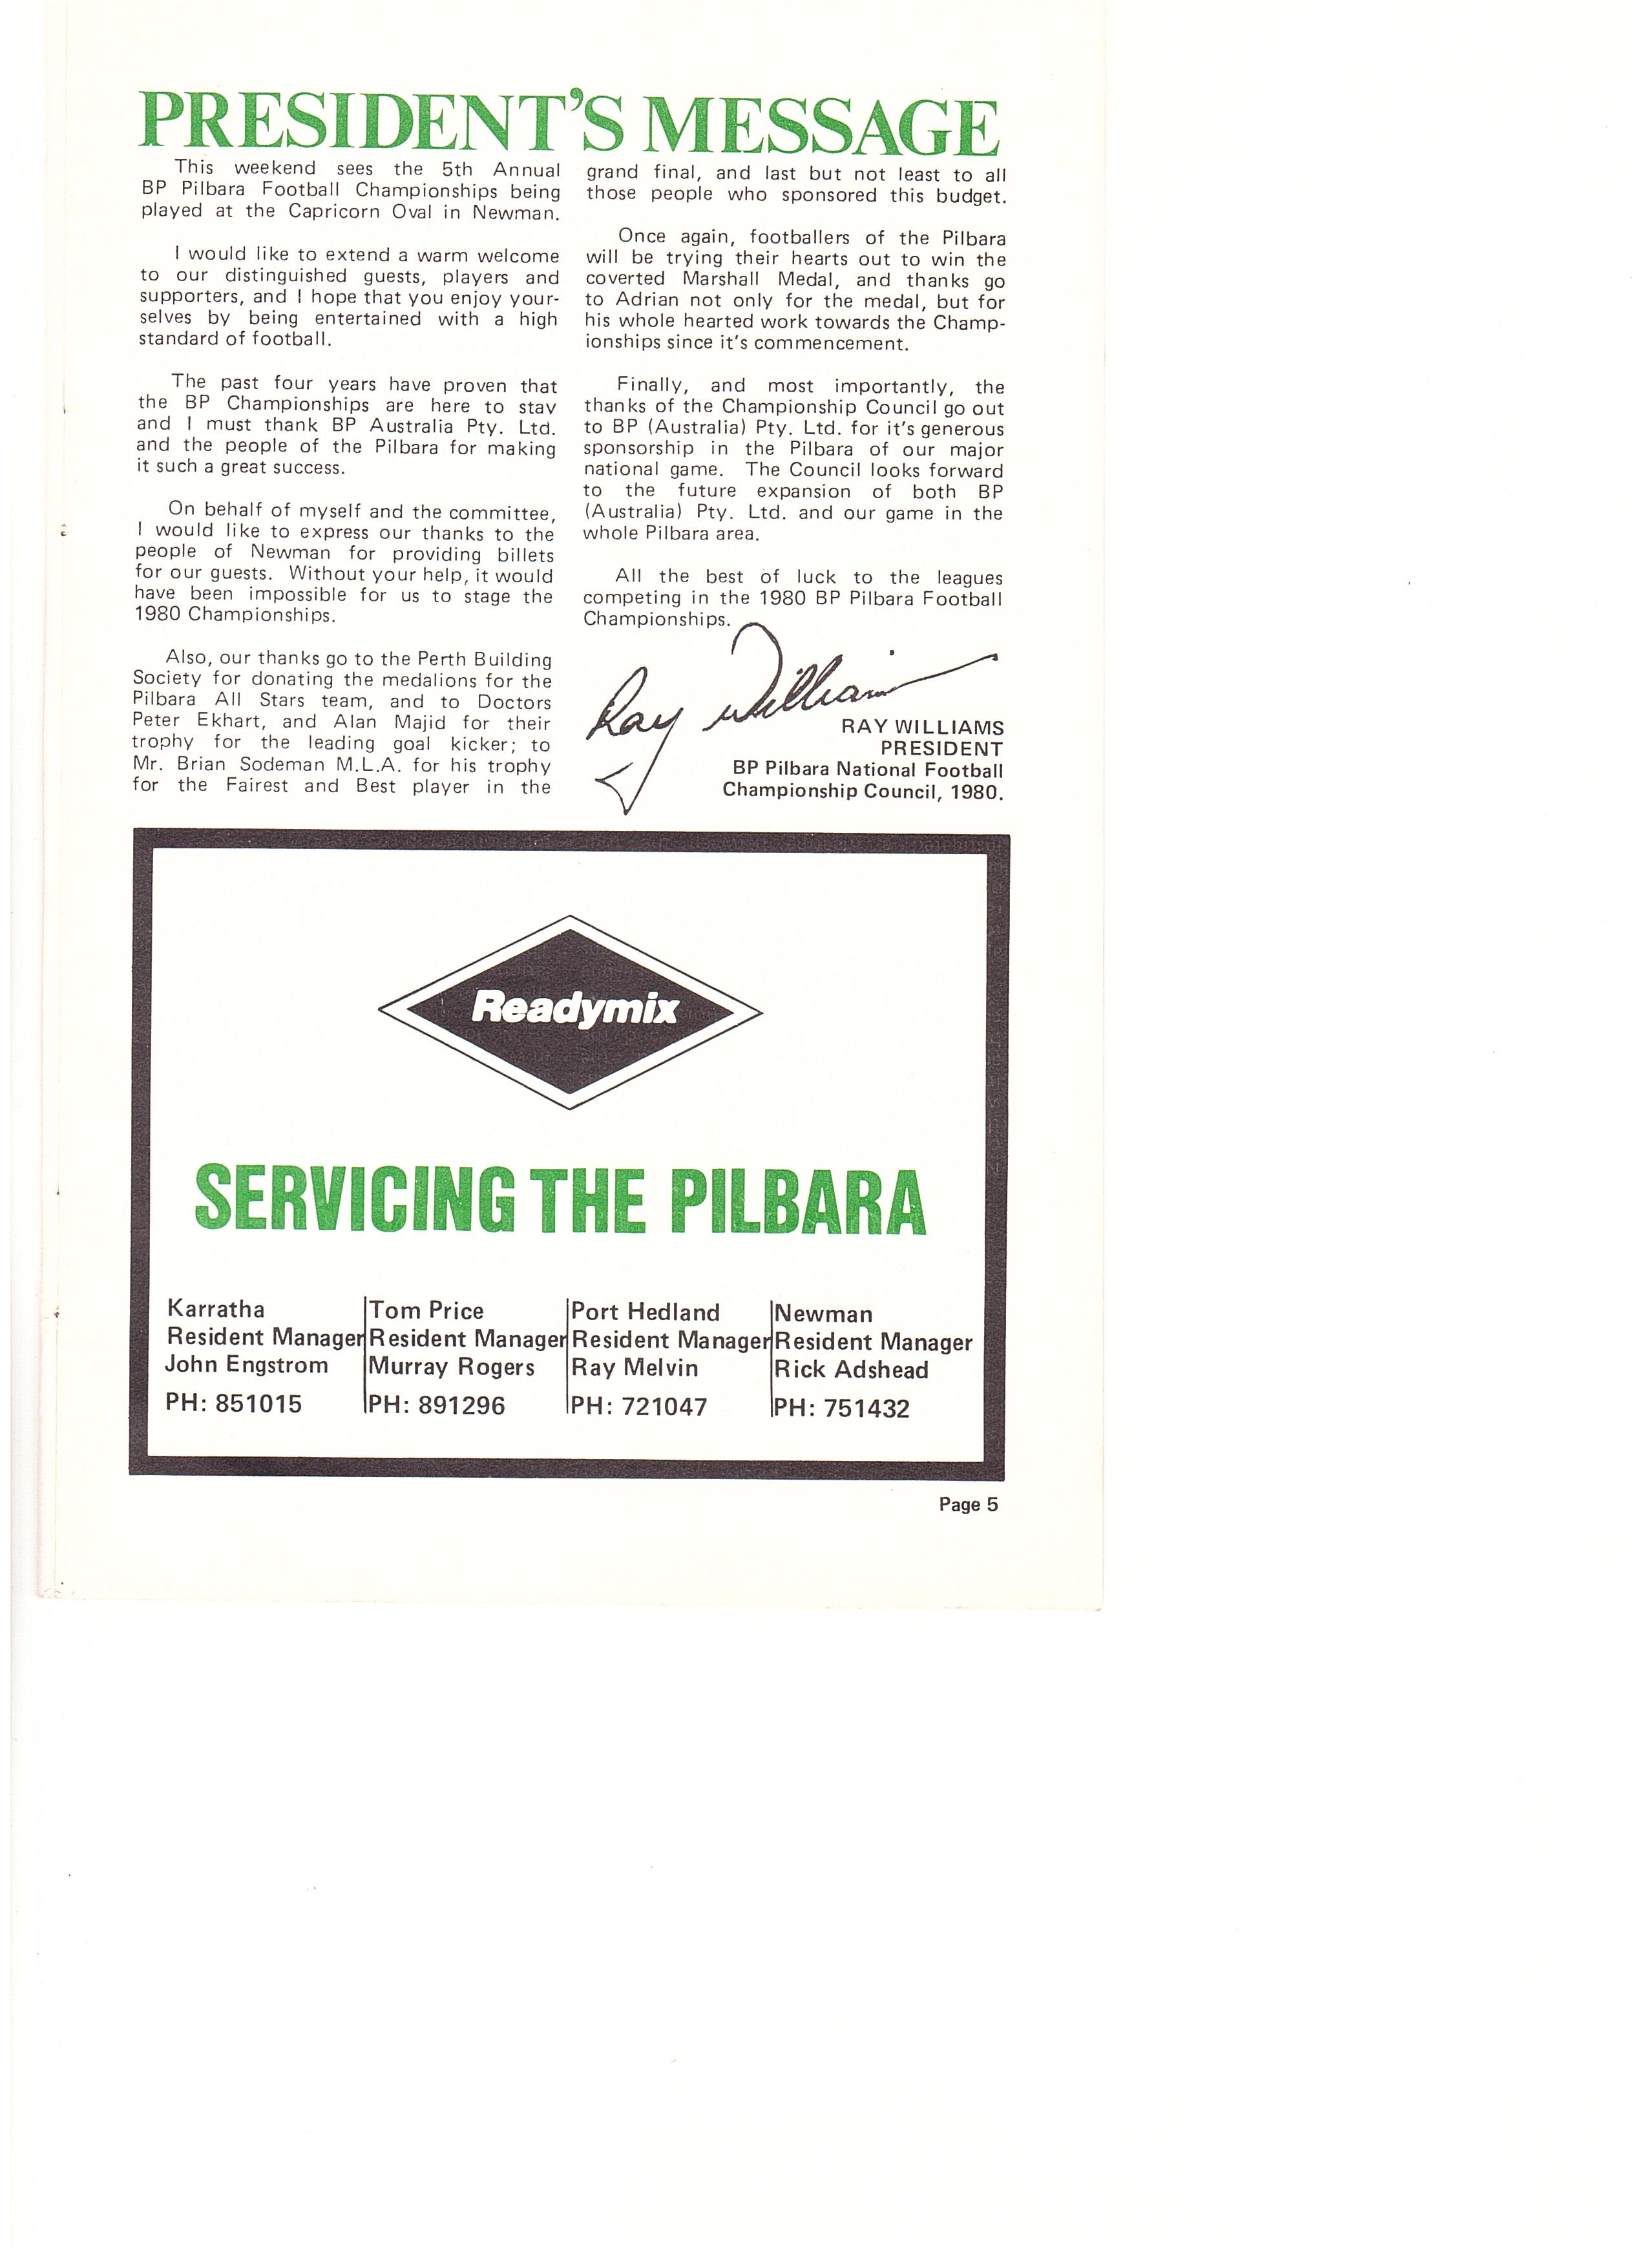 PRESIDENT'S MESSAGE
This weekend sees the 5th Annual
BP Pilbara Football Championships being
played at the Capricorn Oval in Newman.
I would like to extend a warm welcome
to our distinguished guests, players and
supporters, and I hope that you enjoy your-
selves by being entertained with a high
standard of football.
The past four years have proven that
the BP Championships are here to stay
and I must thank BP Australia Pty. Ltd.
and the people of the Pilbara for making
it such a great success.
On behalf of myself and the committee,
I would like to express our thanks to the
people of Newman for providing billets
for our guests. Without your help, it would
have been impossible for us to stage the
1980 Championships.
Also, our thanks go to the Perth Building
Society for donating the medalions for the
Pilbara All Stars team, and to Doctors
Peter Ekhart, and Alan Majid for their
trophy for the leading goal kicker; to
Mr. Brian Sodeman M.L.A. for his trophy
for the Fairest and Best player in the
grand final, and last but not least to all
those people who sponsored this budget.
Once again, footballers of the Pilbara
will be trying their hearts out to win the
coverted Marshall Medal, and thanks go
to Adrian not only for the medal, but for
his whole hearted work towards the Champ-
ionships since it's commencement.
Finally, and most importantly, the
thanks of the Championship Council go out
to BP (Australia) Pty. Ltd. for it's generous
sponsorship in the Pilbara of our major
national game. The Council looks forward
to the future expansion of both BP
(Australia) Pty. Ltd. and our game in the
whole Pilbara area.
All the best of luck to the leagues
competing in the 1980 BP Pilbara Football
Championships.
Ray Williams
RAY WILLIAMS
PRESIDENT
BP Pilbara National Football
Championship Council, 1980.
Readymix
SERVICING THE PILBARA
Karratha
Resident Manager
John Engstrom
PH: 851015
Tom Price
Resident Manager
Murray Rogers
PH: 891296
Port Hedland
Resident Manager
Ray Melvin
PH: 721047
Newman
Resident Manager
Rick Adshead
PH: 751432
Page 5